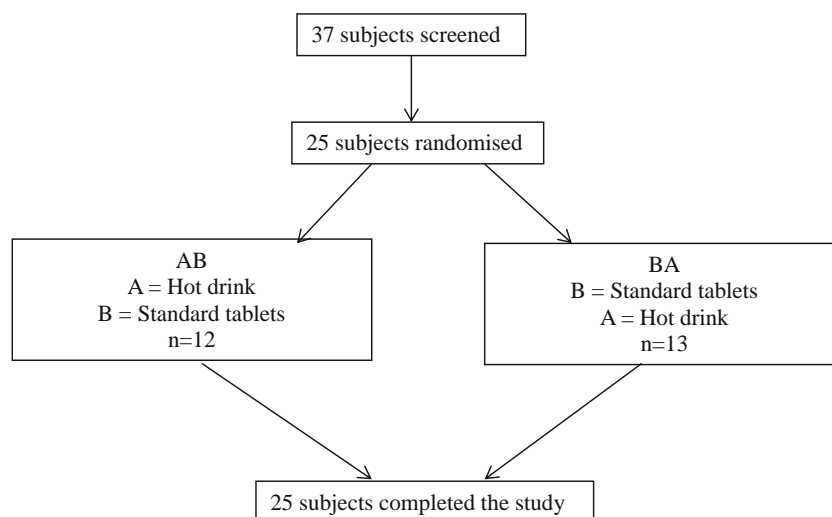 37 subjects screened
25 subjects randomised
AB
A = Hot drink
B = Standard tablets
n=12
BA
B = Standard tablets
A = Hot drink
n=13
25 subjects completed the study